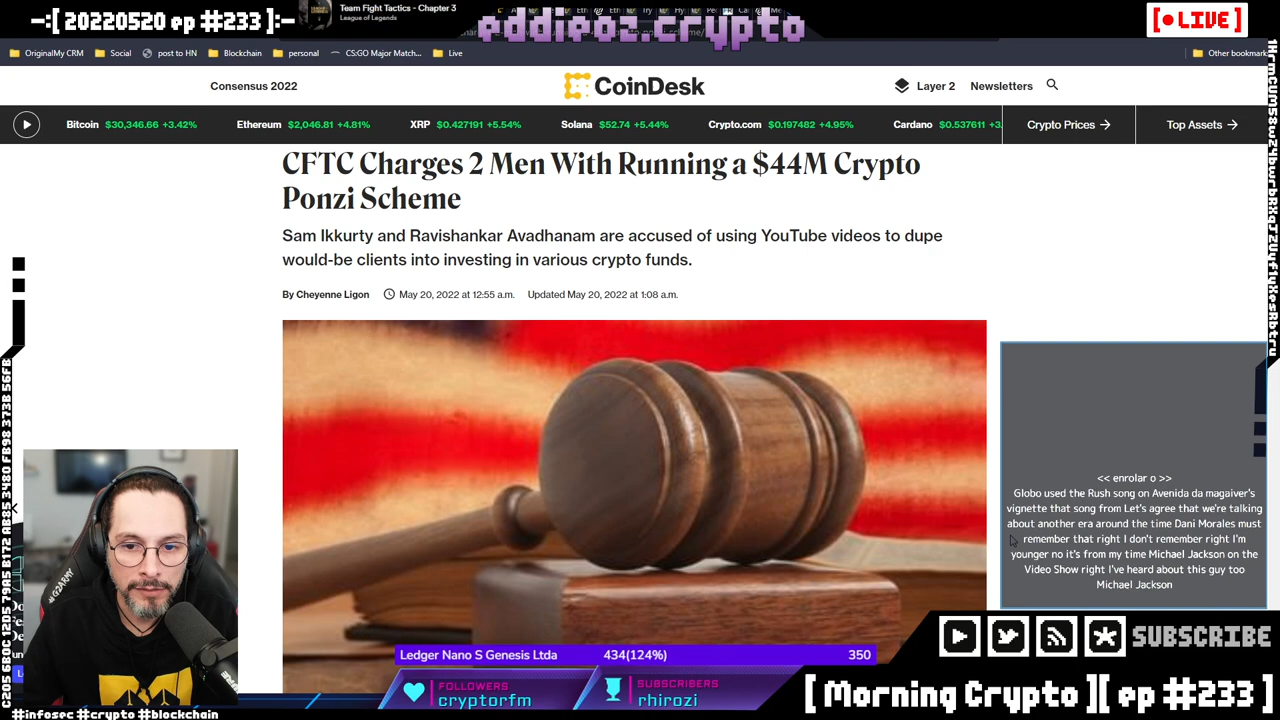 -:[ 20220520 ep #233 ]:-
Team Fight Tactics - Chapter 3
League of Legends
eddieoz.crypto
[ • LIVE ]
OriginalMy CRM
Social
post to HN
Blockchain
personal
CS:GO Major Match...
Live
Other bookmark
Consensus 2022
CoinDesk
Layer 2
Newsletters
Bitcoin $30,346.66 +3.42%
Ethereum $2,046.81 +4.81%
XRP $0.427191 +5.54%
Solana $52.74 +5.44%
Crypto.com $0.197482 +4.95%
Cardano $0.537611 +3.
Crypto Prices →
Top Assets →
CFTC Charges 2 Men With Running a $44M Crypto
Ponzi Scheme
Sam Ikkurty and Ravishankar Avadhanam are accused of using YouTube videos to dupe
would-be clients into investing in various crypto funds.
By Cheyenne Ligon
May 20, 2022 at 12:55 a.m.
Updated May 20, 2022 at 1:08 a.m.
<< enrolar o >>
Globo used the Rush song on Avenida da magaiver's
vignette that song from Let's agree that we're talking
about another era around the time Dani Morales must
remember that right I don't remember right I'm
younger no it's from my time Michael Jackson on the
Video Show right I've heard about this guy too
Michael Jackson
G2ARMY
Ledger Nano S Genesis Ltda
434(124%)
350
FOLLOWERS
cryptorfm
SUBSCRIBERS
rhirozi
SUBSCRIBE
[ Morning Crypto ][ ep #233 ]
#infosec #crypto #blockchain